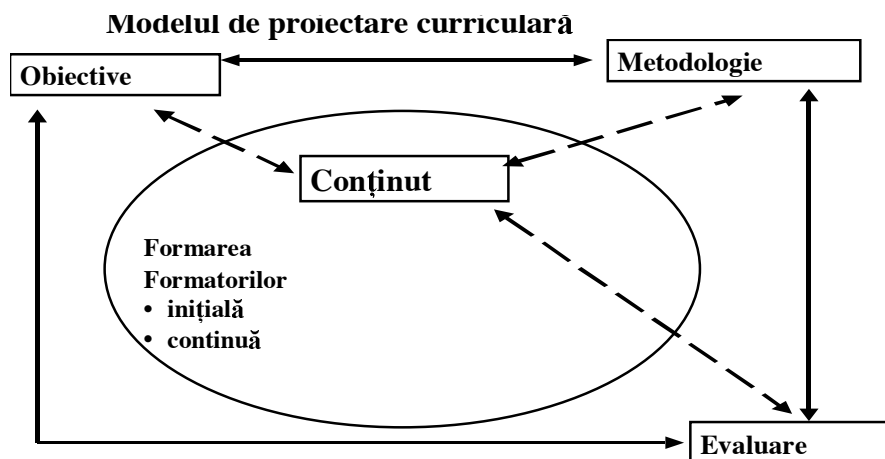 Modelul de proiectare curriculară
Obiective
Metodologie
Conținut
Formarea
Formatorilor
• inițială
• continuă
Evaluare